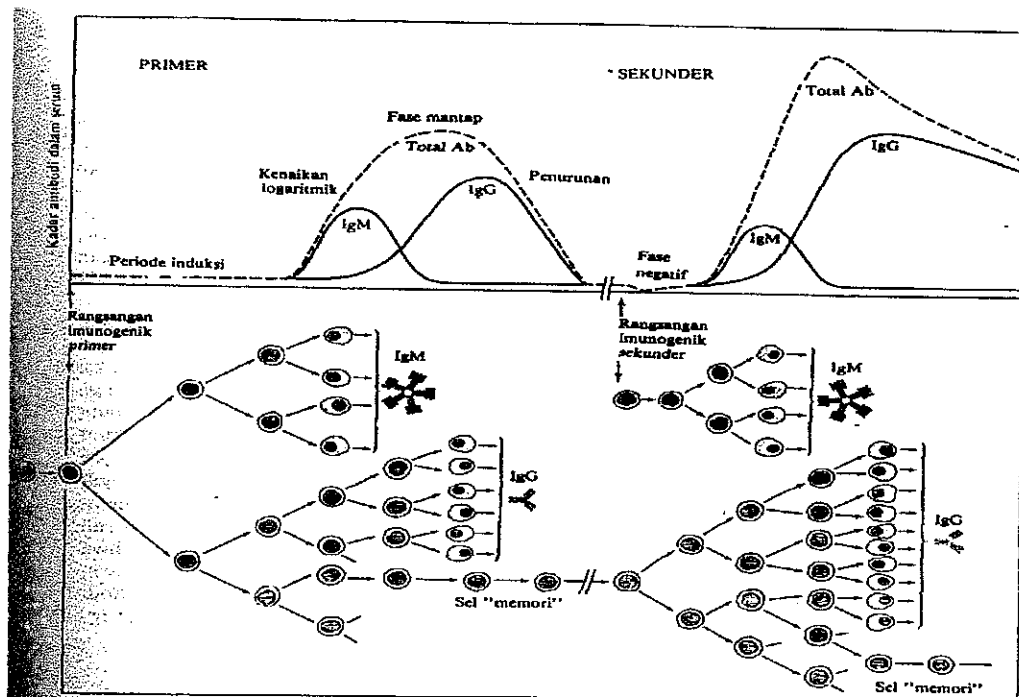 PRIMER
SEKUNDER
Kadar antibodi dalam serum
Fase mantap
Total Ab
Kenaikan
logaritmik
IgM
IgG
Penurunan
Periode induksi
Total Ab
IgG
IgM
Fase
negatif
Rangsangan
Imunogenik
primer
IgM
IgG
Sel "memori"
Rangsangan
Imunogenik
sekunder
IgM
IgG
Sel "memori"